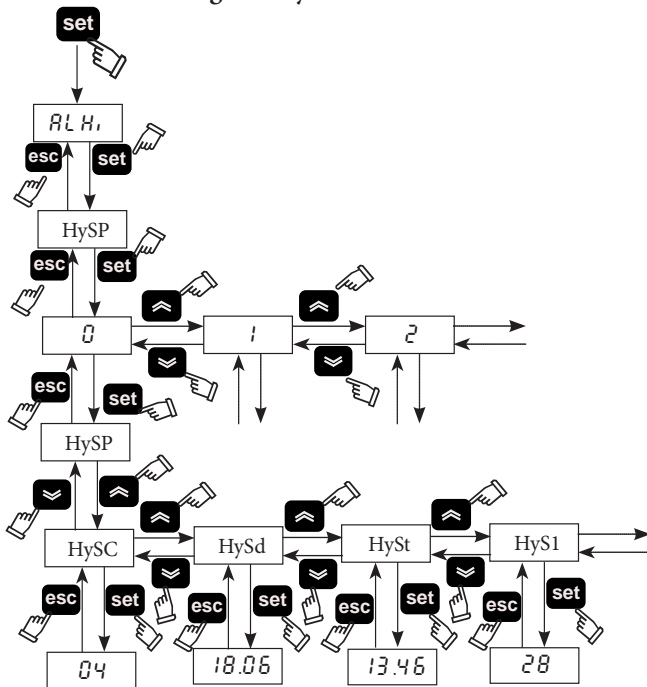 set
ALHi
esc set
HySP
esc set
0 1 2
esc set
HySP
HySC HySd HySt HyS1
esc set esc set esc set esc set
04 18.06 13.46 28